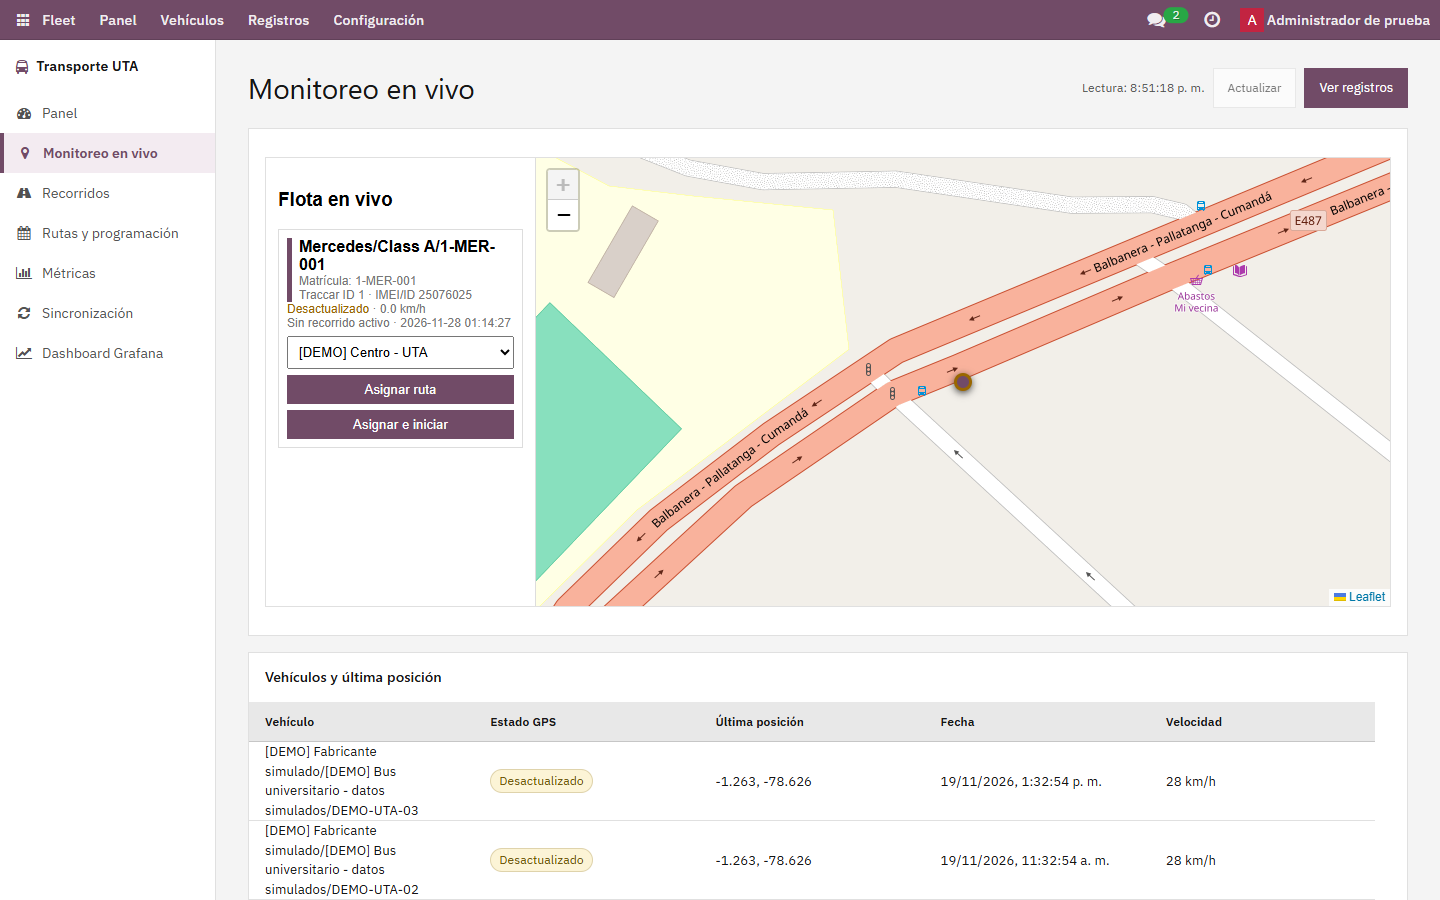 Fleet
Panel
Vehículos
Registros
Configuración
2
A
Administrador de prueba
Transporte UTA
Panel
Monitoreo en vivo
Recorridos
Rutas y programación
Métricas
Sincronización
Dashboard Grafana
Monitoreo en vivo
Lectura: 8:51:18 p. m.
Actualizar
Ver registros
Flota en vivo
Mercedes/Class A/1-MER-
001
Matrícula: 1-MER-001
Traccar ID 1 · IMEI/ID 25076025
Desactualizado · 0.0 km/h
Sin recorrido activo · 2026-11-28 01:14:27
[DEMO] Centro - UTA
Asignar ruta
Asignar e iniciar
+
−
Balbanera - Pallatanga - Cumandá
Balbanera -
E487
Abastos
Mi vecina
Balbanera - Pallatanga - Cumandá
Leaflet
Vehículos y última posición
Vehículo
Estado GPS
Última posición
Fecha
Velocidad
[DEMO] Fabricante
simulado/[DEMO] Bus
universitario - datos
simulados/DEMO-UTA-03
Desactualizado
-1.263, -78.626
19/11/2026, 1:32:54 p. m.
28 km/h
[DEMO] Fabricante
simulado/[DEMO] Bus
universitario - datos
simulados/DEMO-UTA-02
Desactualizado
-1.263, -78.626
19/11/2026, 11:32:54 a. m.
28 km/h